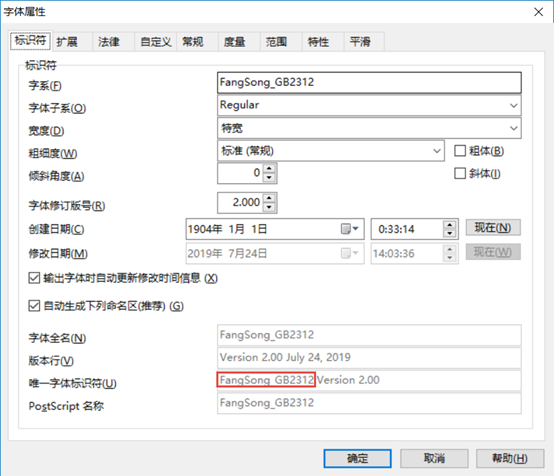 字体属性
标识符 扩展 法律 自定义 常规 度量 范围 特性 平滑
标识符
字系(F) FangSong_GB2312
字体子系(O) Regular
宽度(D) 特宽
粗细度(W) 标准 (常规) 粗体(B)
倾斜角度(A) 0 斜体(I)
字体修订版号(R) 2.000
创建日期(C) 1904年 1月 1日 0:33:14 现在(N)
修改日期(M) 2019年 7月24日 14:03:36 现在(W)
输出字体时自动更新修改时间信息 (X)
自动生成下列命名区(推荐) (G)
字体全名(N) FangSong_GB2312
版本行(V) Version 2.00 July 24, 2019
唯一字体标识符(U) FangSong_GB2312 Version 2.00
PostScript 名称 FangSong_GB2312
确定 取消 帮助(H)